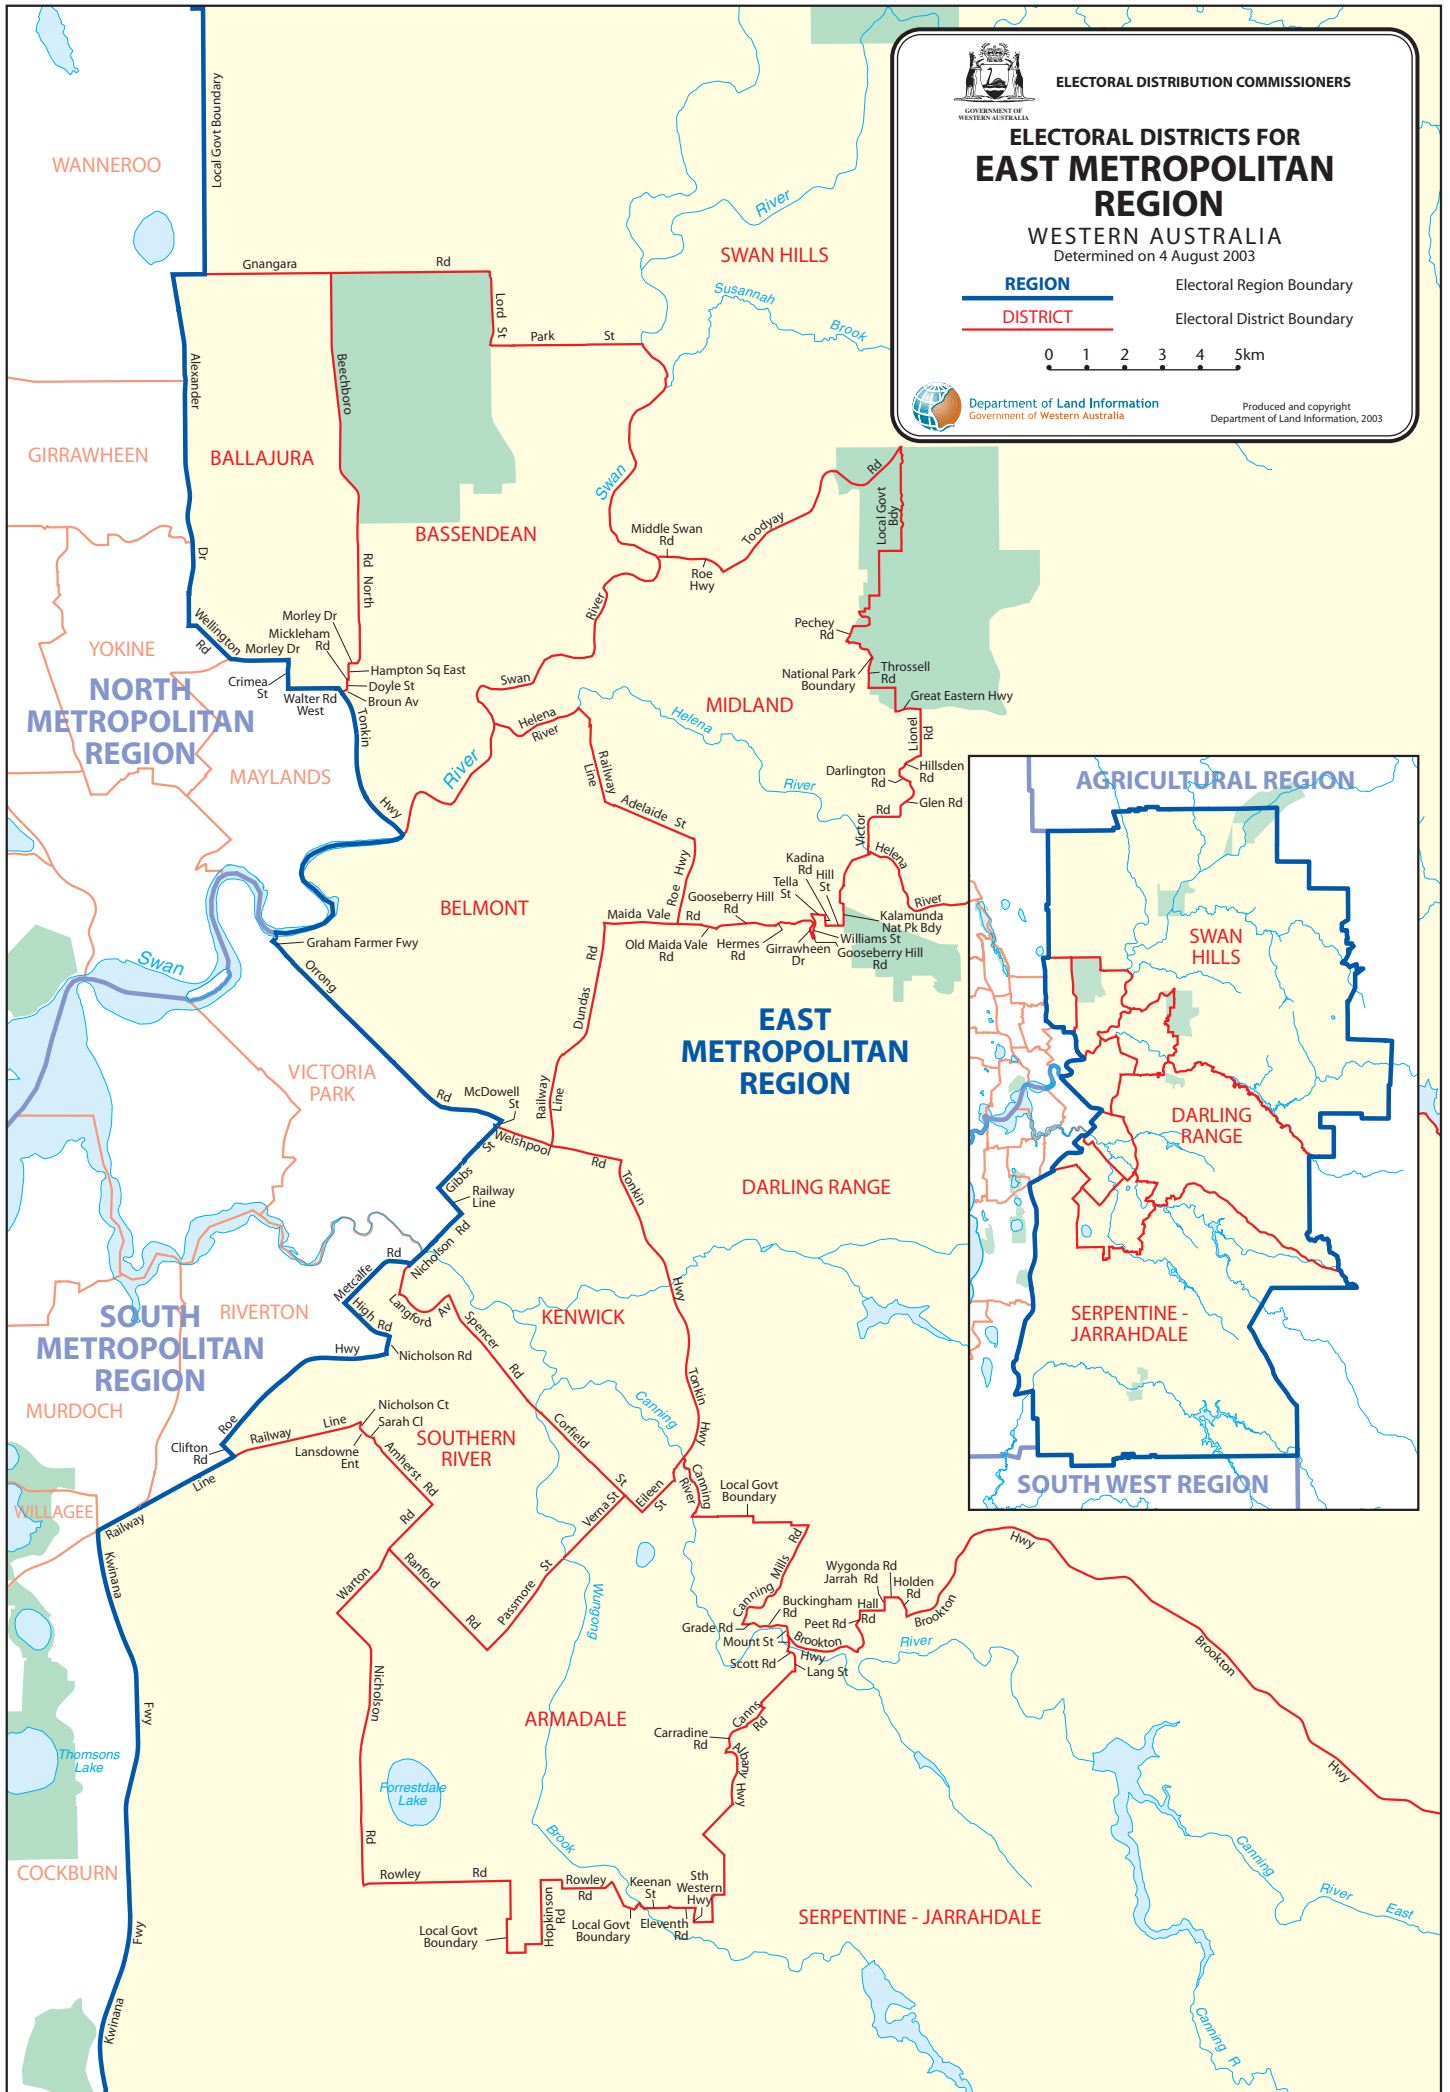 GOVERNMENT OF
WESTERN AUSTRALIA
ELECTORAL DISTRIBUTION COMMISSIONERS
ELECTORAL DISTRICTS FOR
EAST METROPOLITAN
REGION
WESTERN AUSTRALIA
Determined on 4 August 2003
REGION
Electoral Region Boundary
DISTRICT
Electoral District Boundary
0 1 2 3 4 5km
Department of Land Information
Government of Western Australia
Produced and copyright
Department of Land Information, 2003
Local Govt Boundary
WANNEROO
River
SWAN HILLS
Gnangara
Rd
Susannah
Brook
Lord
St
Park
St
Alexander
Beechboro
GIRRAWHEEN
BALLAJURA
Swan
Rd
Local Govt
Bdy
BASSENDEAN
Middle Swan
Rd
Toodyay
Dr
Rd North
Roe
Hwy
River
Wellington
Rd
Morley Dr
Morley Dr
Mickleham
Rd
Pechey
Rd
YOKINE
Hampton Sq East
Doyle St
Broun Av
Crimea
St
Walter Rd
West
Swan
National Park
Boundary
Throssell
Rd
Great Eastern Hwy
NORTH
METROPOLITAN
REGION
MIDLAND
Helena
River
Helena
River
Tonkin
Hwy
River
Lionel
Rd
MAYLANDS
Railway
Line
Darlington
Rd
Hillsden
Rd
Glen Rd
Adelaide St
Rd
Victor
Helena
River
Roe Hwy
Kadina
Rd
Hill
St
Tella
St
Gooseberry Hill
Rd
BELMONT
Maida Vale
Rd
Kalamunda
Nat Pk Bdy
Old Maida Vale
Rd
Hermes
Rd
Girrawheen
Dr
Williams St
Gooseberry Hill
Rd
Graham Farmer Fwy
Swan
Orrong
Rd
Dundas
Rd
EAST
METROPOLITAN
REGION
VICTORIA
PARK
McDowell
St
Railway
Line
Welshpool
Rd
Gibbs
St
Railway
Line
Tonkin
Hwy
DARLING RANGE
Nicholson Rd
Rd
Metcalfe
High Rd
Langford
Av
Spencer
Rd
KENWICK
SOUTH
METROPOLITAN
REGION
RIVERTON
Hwy
Nicholson Rd
MURDOCH
Roe
Clifton
Rd
Railway
Line
Nicholson Ct
Sarah Cl
Lansdowne
Ent
SOUTHERN
RIVER
Amherst
Rd
Canning
Tonkin
Hwy
Corfield
St
Canning
River
Eileen
St
Verna St
Local Govt
Boundary
WILLAGEE
Railway
Line
Kwinana
Rd
Warton
Ranford
Rd
Passmore
St
Wungong
Canning
Mills
Rd
Hwy
Wygonda Rd
Jarrah Rd
Holden
Rd
Buckingham
Rd
Hall
Rd
Peet Rd
Brookton
Grade Rd
Mount St
Brookton
Hwy
Scott Rd
Lang St
River
Brookton
Hwy
Nicholson
Rd
ARMADALE
Canns
Rd
Carradine
Rd
Albany Hwy
Fwy
Thomsons
Lake
Forrestdale
Lake
Brook
COCKBURN
Rowley
Rd
Rowley
Rd
Keenan
St
Sth
Western
Hwy
Hopkinson
Rd
Local Govt
Boundary
Local Govt
Boundary
Eleventh
Rd
SERPENTINE - JARRAHDALE
Canning
River
East
Fwy
Kwinana
Canning R
AGRICULTURAL REGION
SWAN
HILLS
DARLING
RANGE
SERPENTINE -
JARRAHDALE
SOUTH WEST REGION